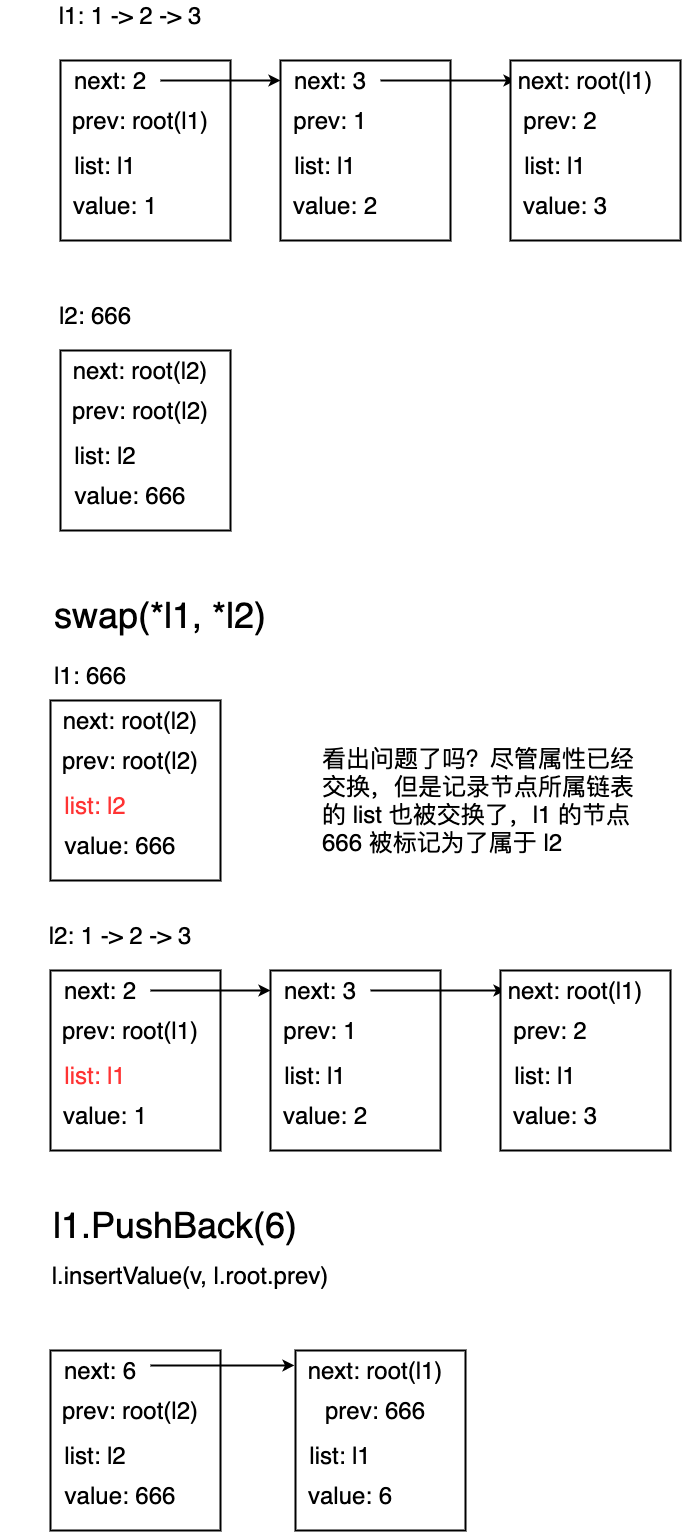 l1: 1 -> 2 -> 3
next: 2
prev: root(l1)
list: l1
value: 1
next: 3
prev: 1
list: l1
value: 2
next: root(l1)
prev: 2
list: l1
value: 3
l2: 666
next: root(l2)
prev: root(l2)
list: l2
value: 666
swap(*l1, *l2)
l1: 666
next: root(l2)
prev: root(l2)
list: l2
value: 666
看出问题了吗？尽管属性已经
交换，但是记录节点所属链表
的 list 也被交换了，l1 的节点
666 被标记为了属于 l2
l2: 1 -> 2 -> 3
next: 2
prev: root(l1)
list: l1
value: 1
next: 3
prev: 1
list: l1
value: 2
next: root(l1)
prev: 2
list: l1
value: 3
l1.PushBack(6)
l.insertValue(v, l.root.prev)
next: 6
prev: root(l2)
list: l2
value: 666
next: root(l1)
prev: 666
list: l1
value: 6